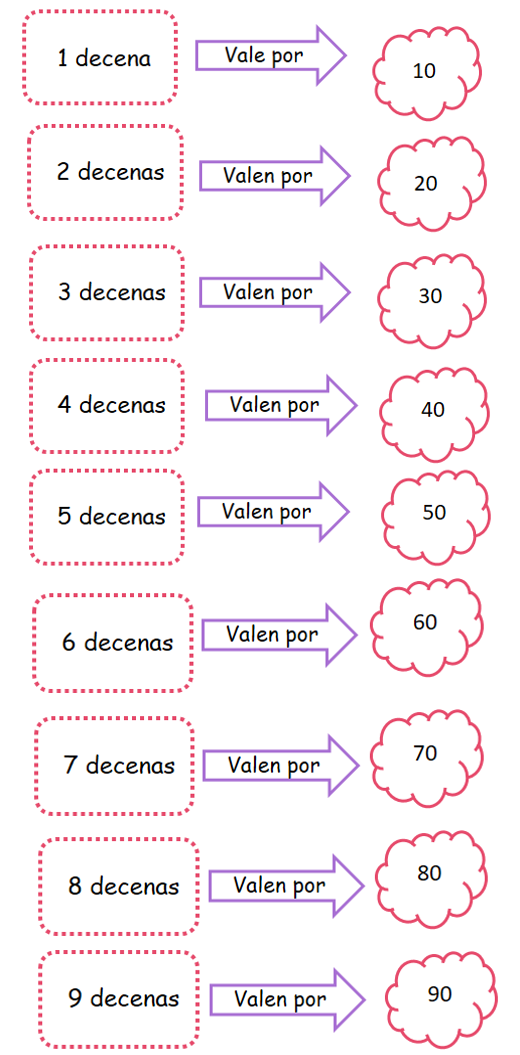 1 decena Vale por 10
2 decenas Valen por 20
3 decenas Valen por 30
4 decenas Valen por 40
5 decenas Valen por 50
6 decenas Valen por 60
7 decenas Valen por 70
8 decenas Valen por 80
9 decenas Valen por 90